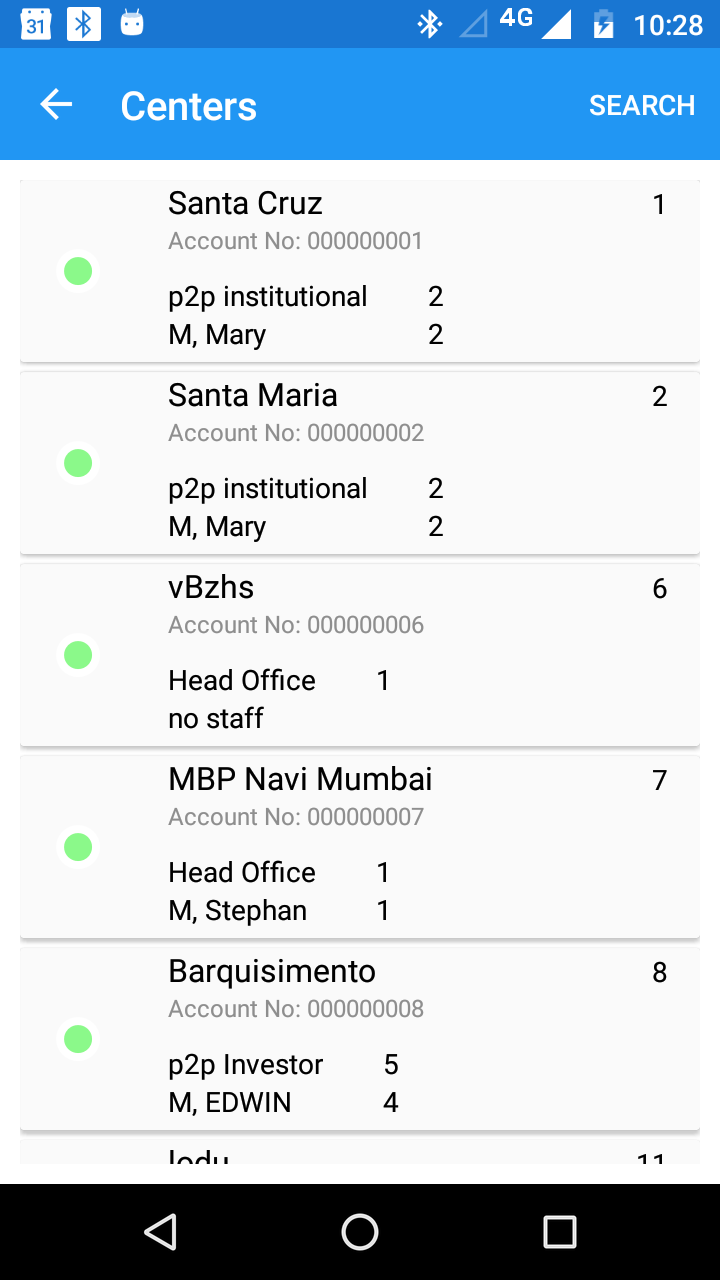 31 4G 10:28
Centers SEARCH
Santa Cruz 1
Account No: 000000001
p2p institutional 2
M, Mary 2
Santa Maria 2
Account No: 000000002
p2p institutional 2
M, Mary 2
vBzhs 6
Account No: 000000006
Head Office 1
no staff
MBP Navi Mumbai 7
Account No: 000000007
Head Office 1
M, Stephan 1
Barquisimento 8
Account No: 000000008
p2p Investor 5
M, EDWIN 4
11